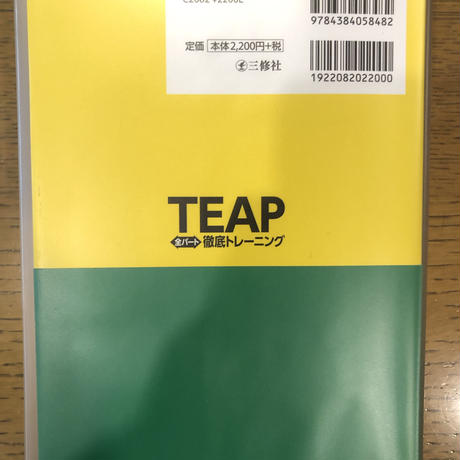 9784384058482
定価 本体2,200円+税
三修社
1922082022000
TEAP
全パート 徹底トレーニング